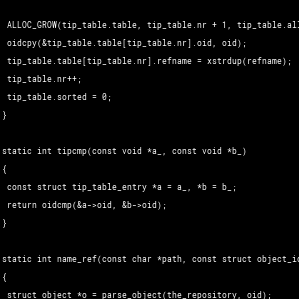 ALLOC_GROW(tip_table.table, tip_table.nr + 1, tip_table.all
oidcpy(&tip_table.table[tip_table.nr].oid, oid);
tip_table.table[tip_table.nr].refname = xstrdup(refname);
tip_table.nr++;
tip_table.sorted = 0;
}
static int tipcmp(const void *a_, const void *b_)
{
const struct tip_table_entry *a = a_, *b = b_;
return oidcmp(&a->oid, &b->oid);
}
static int name_ref(const char *path, const struct object_id
{
struct object *o = parse_object(the_repository, oid);